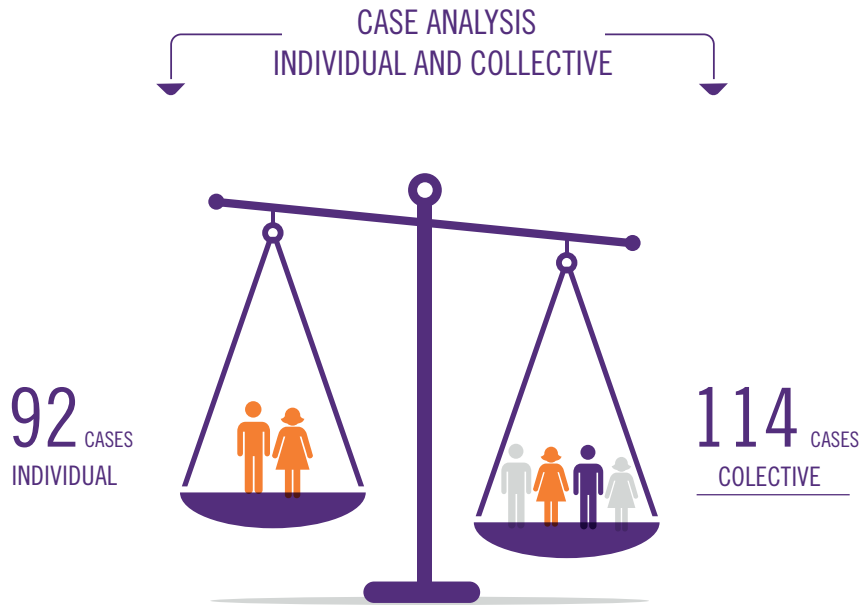 CASE ANALYSIS
INDIVIDUAL AND COLLECTIVE
92 CASES
INDIVIDUAL
114 CASES
COLECTIVE